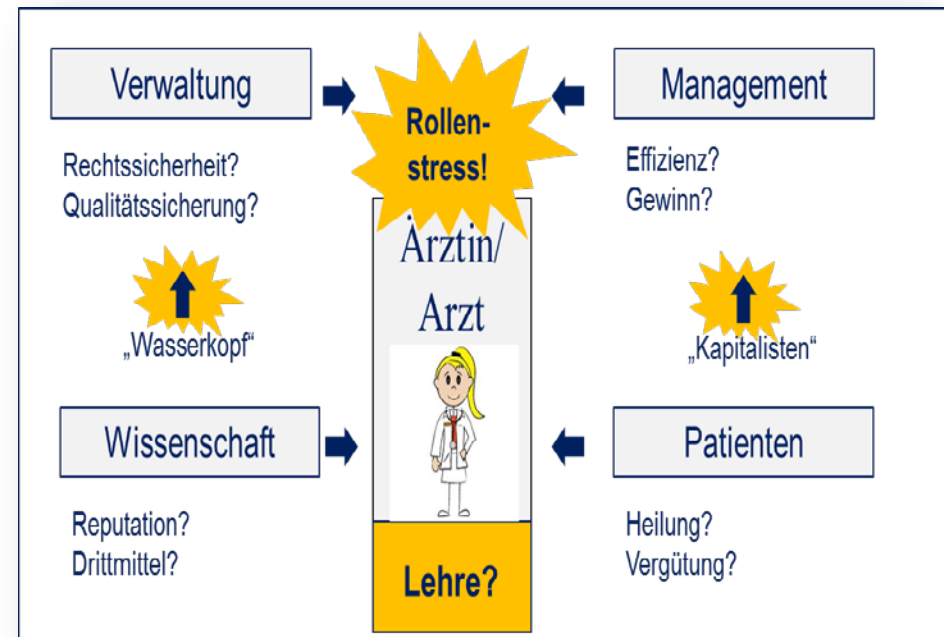 Verwaltung
Rechtssicherheit?
Qualitätssicherung?
„Wasserkopf“
Wissenschaft
Reputation?
Drittmittel?
Rollen-
stress!
Ärztin/
Arzt
Lehre?
Management
Effizienz?
Gewinn?
„Kapitalisten“
Patienten
Heilung?
Vergütung?